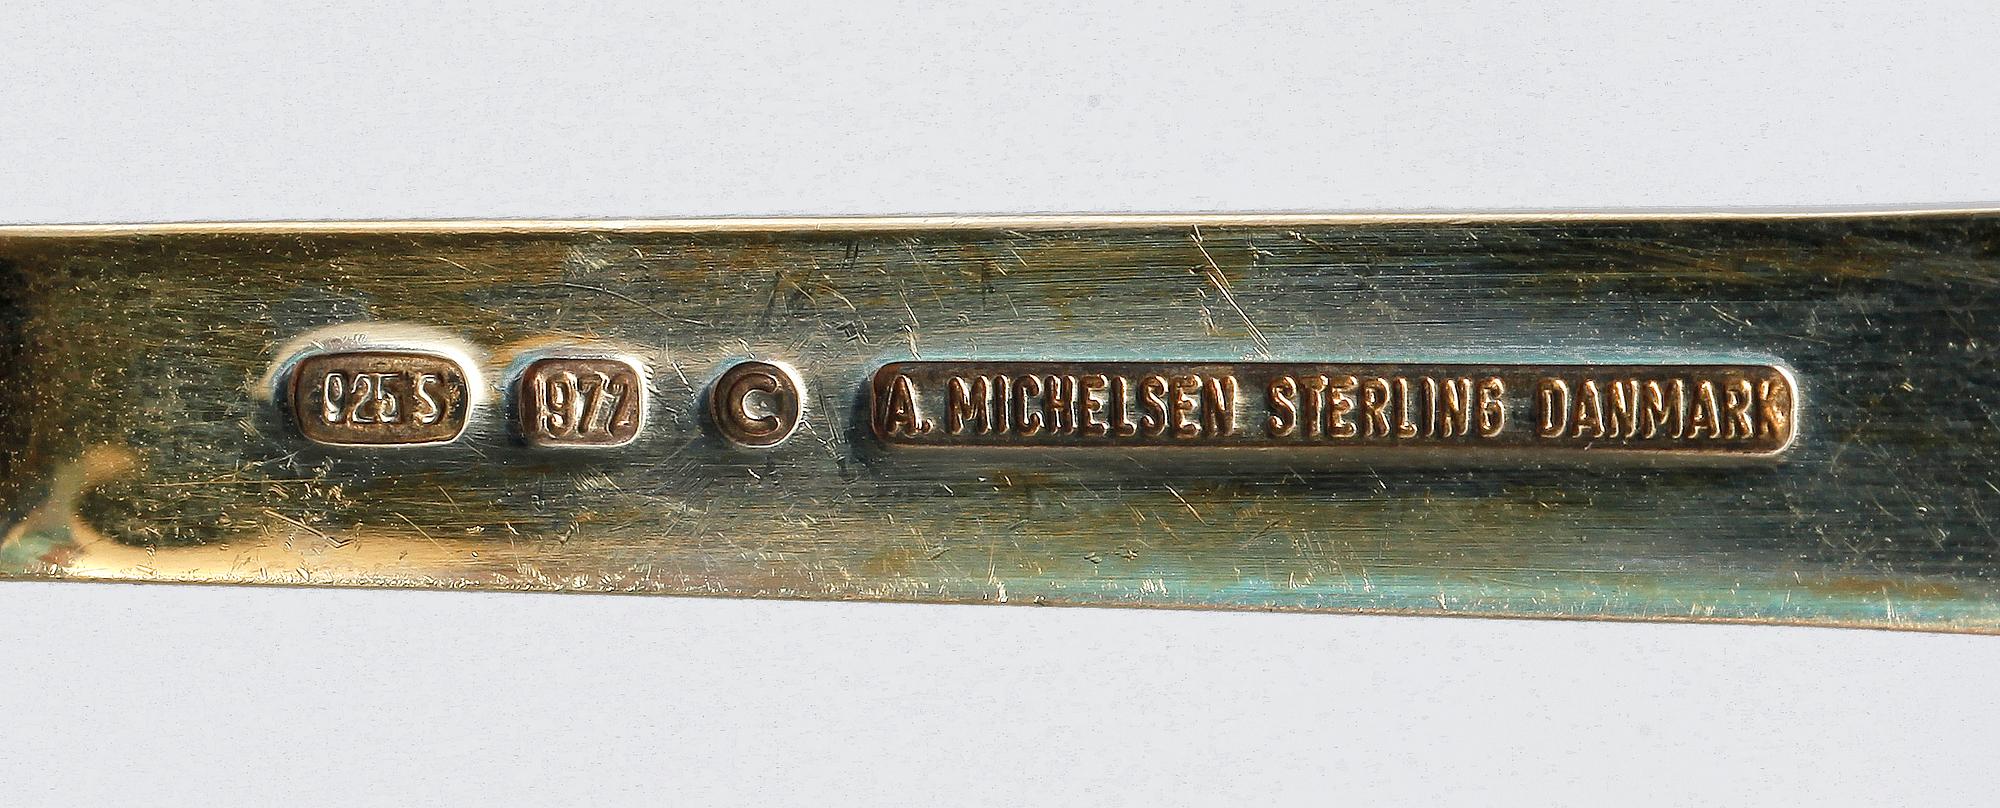 925 S 1972 © A. MICHELSEN STERLING DANMARK